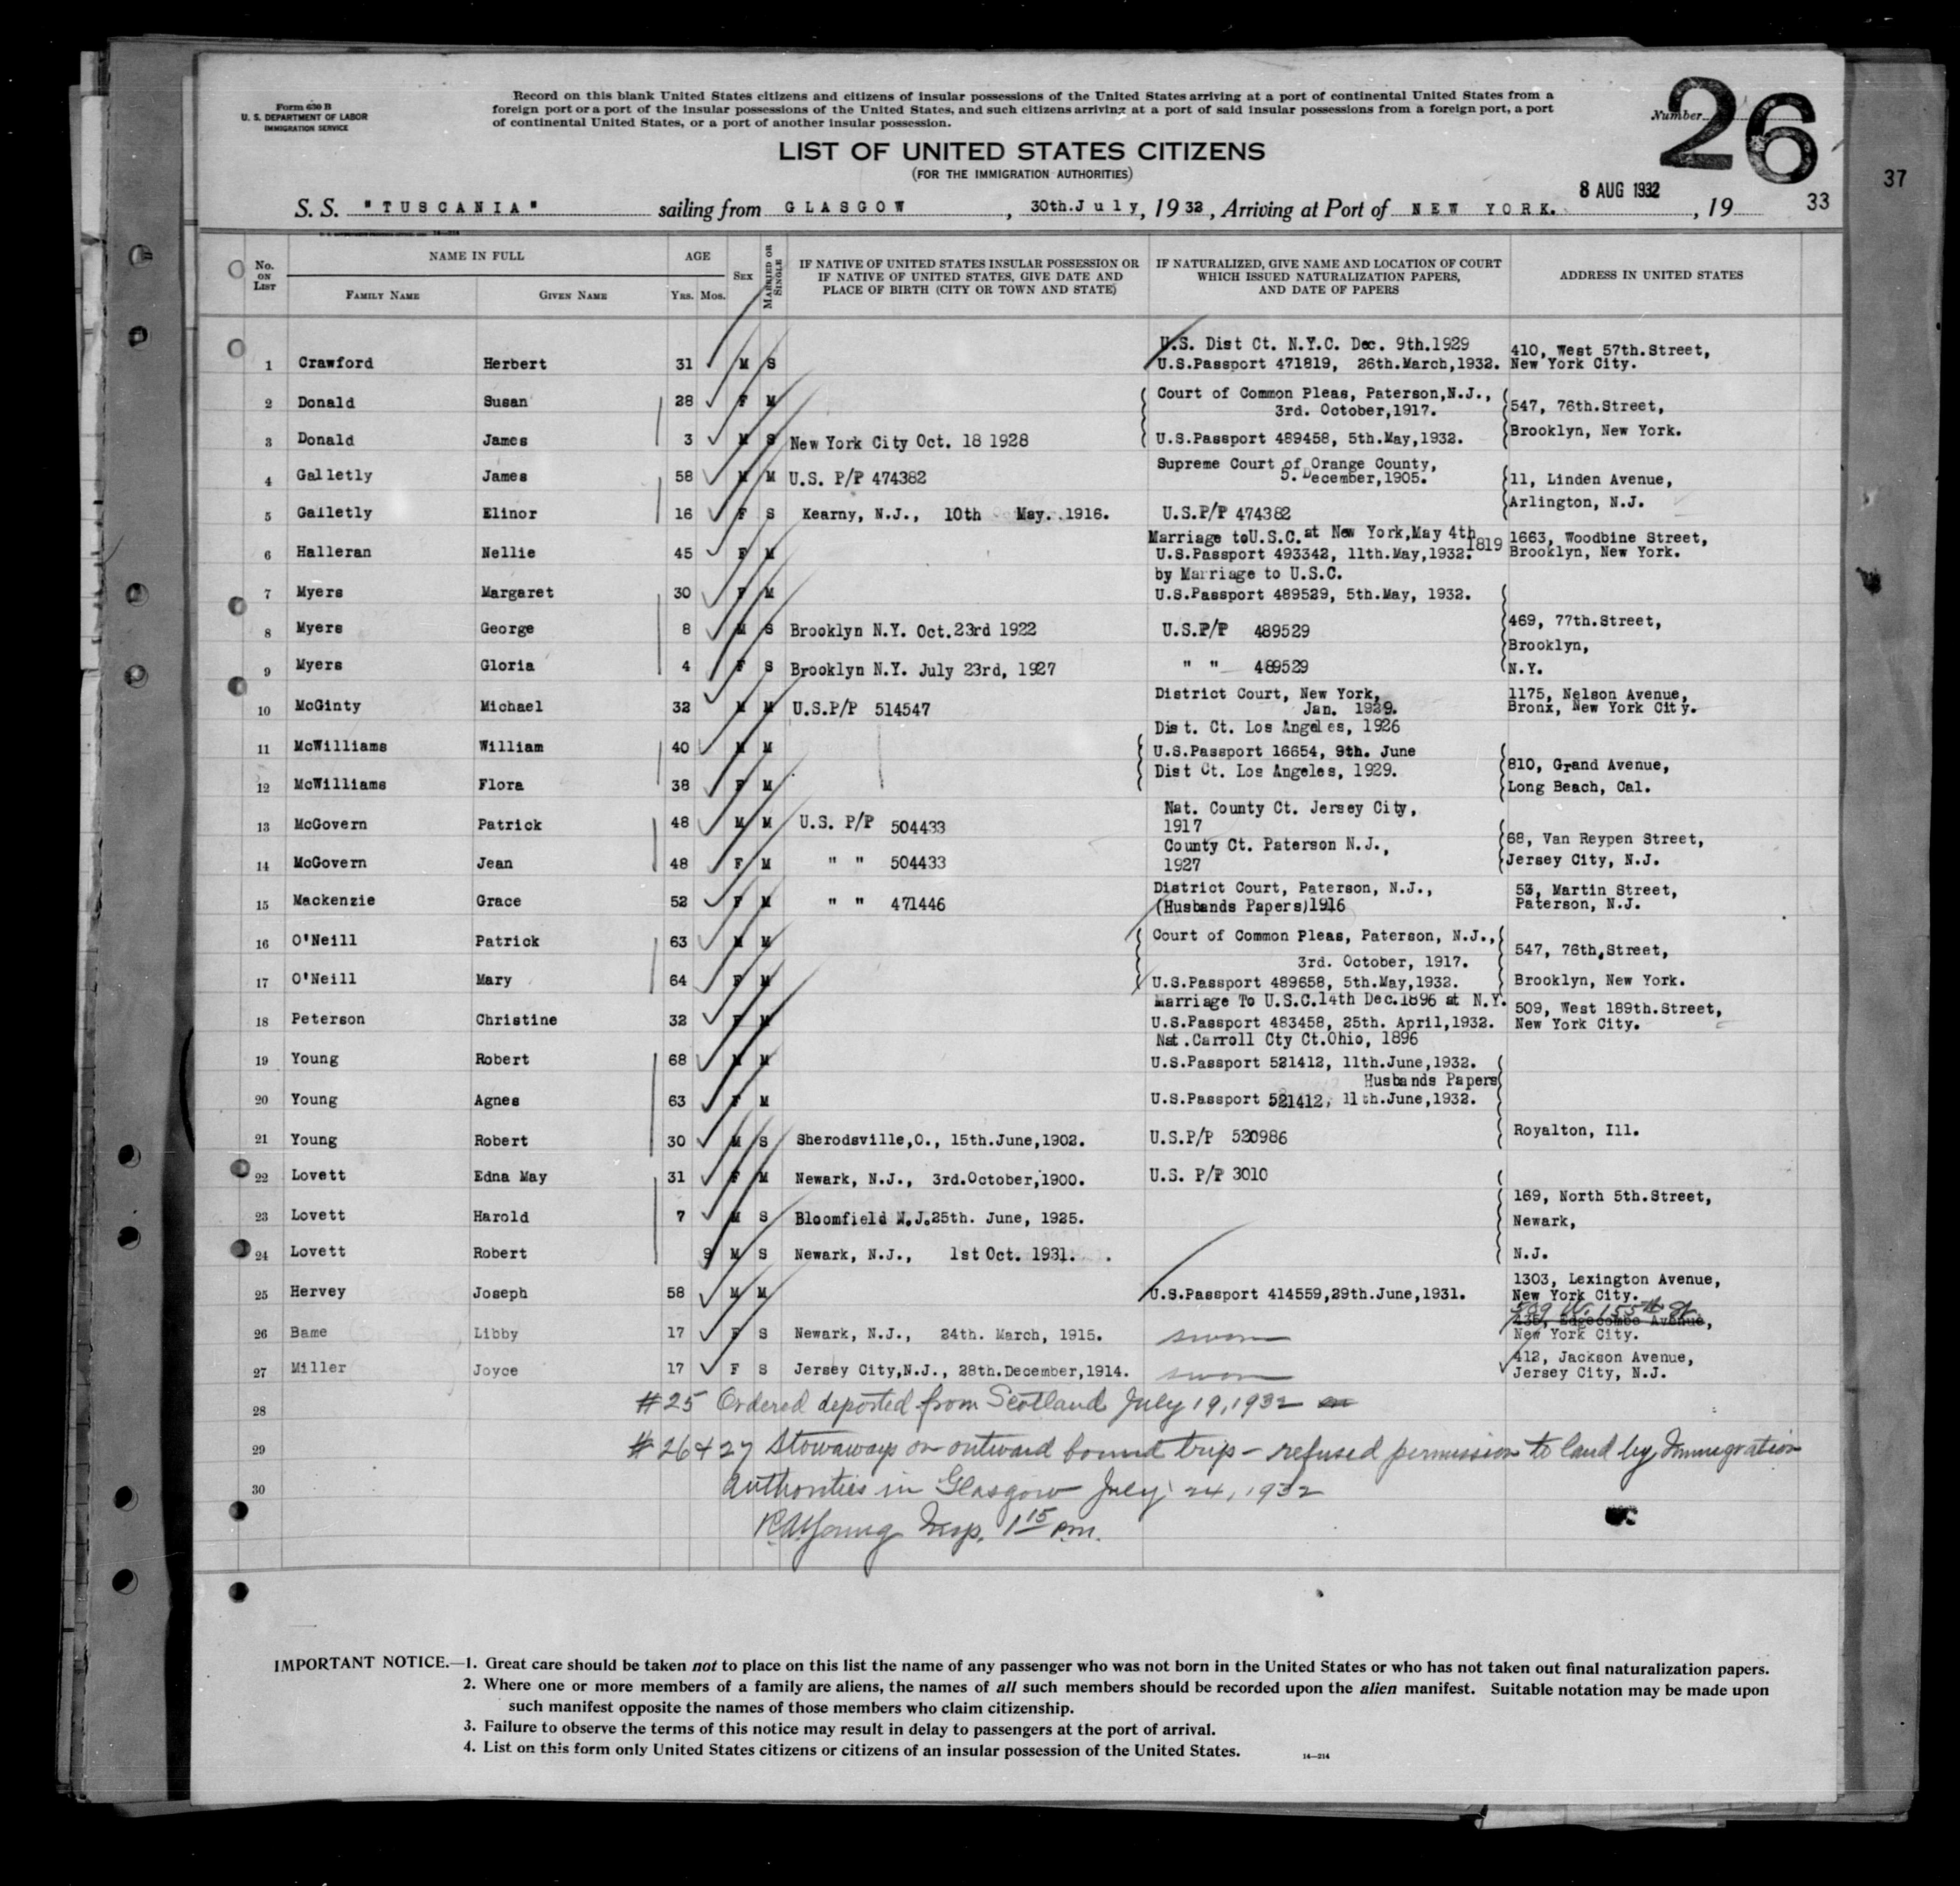 Form 630 B
U. S. DEPARTMENT OF LABOR
IMMIGRATION SERVICE
Record on this blank United States citizens and citizens of insular possessions of the United States arriving at a port of continental United States from a
foreign port or a port of the insular possessions of the United States, and such citizens arriving at a port of said insular possessions from a foreign port, a port
of continental United States, or a port of another insular possession.
Number 26
LIST OF UNITED STATES CITIZENS
(FOR THE IMMIGRATION AUTHORITIES)
37
S. S. "TUSCANIA" sailing from GLASGOW, 30th.July, 1932, Arriving at Port of NEW YORK. 8 AUG 1932, 19 33
No. ON LIST
NAME IN FULL
FAMILY NAME
GIVEN NAME
AGE
YRS. MOS.
SEX
MARRIED OR SINGLE
IF NATIVE OF UNITED STATES INSULAR POSSESSION OR
IF NATIVE OF UNITED STATES, GIVE DATE AND
PLACE OF BIRTH (CITY OR TOWN AND STATE)
IF NATURALIZED, GIVE NAME AND LOCATION OF COURT
WHICH ISSUED NATURALIZATION PAPERS,
AND DATE OF PAPERS
ADDRESS IN UNITED STATES
U.S. Dist Ct. N.Y.C. Dec. 9th.1929
410, West 57th.Street,
1 Crawford Herbert 31 M S U.S.Passport 471819, 26th.March,1932. New York City.
Court of Common Pleas, Paterson,N.J.,
2 Donald Susan 28 F M 3rd. October,1917. 547, 76th.Street,
3 Donald James 3 M S New York City Oct. 18 1928 U.S.Passport 489458, 5th.May,1932. Brooklyn, New York.
Supreme Court of Orange County,
4 Galletly James 58 M M U.S. P/P 474382 5. December,1905. 11, Linden Avenue,
Arlington, N.J.
5 Galletly Elinor 16 F S Kearny, N.J., 10th May. 1916. U.S.P/P 474382
Marriage to U.S.C. at New York, May 4th 1819 1663, Woodbine Street,
6 Halleran Nellie 45 F M U.S.Passport 493342, 11th.May,1932. Brooklyn, New York.
by Marriage to U.S.C.
7 Myers Margaret 30 F M U.S.Passport 489529, 5th.May, 1932.
469, 77th.Street,
8 Myers George 8 M S Brooklyn N.Y. Oct.23rd 1922 U.S.P/P 489529
Brooklyn,
9 Myers Gloria 4 F S Brooklyn N.Y. July 23rd, 1927 " " 489529 N.Y.
District Court, New York, 1175, Nelson Avenue,
10 McGinty Michael 32 M M U.S.P/P 514547 Jan. 1929. Bronx, New York City.
Dist. Ct. Los Angeles, 1926
11 McWilliams William 40 M M U.S.Passport 16654, 9th. June
810, Grand Avenue,
Dist Ct. Los Angeles, 1929.
12 McWilliams Flora 38 F M Long Beach, Cal.
Nat. County Ct. Jersey City,
13 McGovern Patrick 48 M M U.S. P/P 504433 1917
68, Van Reypen Street,
County Ct. Paterson N.J.,
14 McGovern Jean 48 F M " " 504433 1927 Jersey City, N.J.
District Court, Paterson, N.J., 53, Martin Street,
15 Mackenzie Grace 52 F M " " 471446 (Husbands Papers)1916 Paterson, N.J.
16 O'Neill Patrick 63 M M Court of Common Pleas, Paterson, N.J., 547, 76th.Street,
3rd. October, 1917.
17 O'Neill Mary 64 F M U.S.Passport 489658, 5th.May,1932. Brooklyn, New York.
Marriage To U.S.C.14th Dec.1896 at N.Y. 509, West 189th.Street,
18 Peterson Christine 32 F M U.S.Passport 483458, 25th. April,1932. New York City.
Nat.Carroll Cty Ct.Ohio, 1896
19 Young Robert 68 M M U.S.Passport 521412, 11th.June,1932.
Husbands Papers
20 Young Agnes 63 F M U.S.Passport 521412, 11th.June,1932.
21 Young Robert 30 M S Sherodsville,O., 15th.June,1902. U.S.P/P 520986 Royalton, Ill.
22 Lovett Edna May 31 F M Newark, N.J., 3rd.October,1900. U.S. P/P 3010
169, North 5th.Street,
23 Lovett Harold 7 M S Bloomfield N.J.25th. June, 1925. Newark,
24 Lovett Robert 9 M S Newark, N.J., 1st Oct. 1931. N.J.
1303, Lexington Avenue,
25 Hervey Joseph 58 M M U.S.Passport 414559,29th.June,1931. New York City.
509 W. 155th St.
435, Edgecombe Avenue,
26 Bame Libby 17 F S Newark, N.J., 24th. March, 1915. sworn New York City.
412, Jackson Avenue,
27 Miller Joyce 17 F S Jersey City,N.J., 28th.December,1914. sworn Jersey City, N.J.
28 #25 Ordered deported from Scotland July 19, 1932
29 #26 & 27 Stowaways on outward bound trip - refused permission to land by Immigration
30 authorities in Glasgow July 24, 1932
R A Young Insp. 1 15 pm.
IMPORTANT NOTICE.—1. Great care should be taken not to place on this list the name of any passenger who was not born in the United States or who has not taken out final naturalization papers.
2. Where one or more members of a family are aliens, the names of all such members should be recorded upon the alien manifest. Suitable notation may be made upon
such manifest opposite the names of those members who claim citizenship.
3. Failure to observe the terms of this notice may result in delay to passengers at the port of arrival.
4. List on this form only United States citizens or citizens of an insular possession of the United States.
14—214